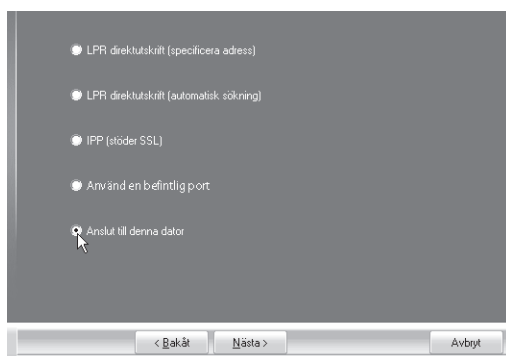 LPR direktutskrift (specificera adress)
LPR direktutskrift (automatisk sökning)
IPP (stöder SSL)
Använd en befintlig port
Anslut till denna dator
< Bakåt
Nästa >
Avbryt